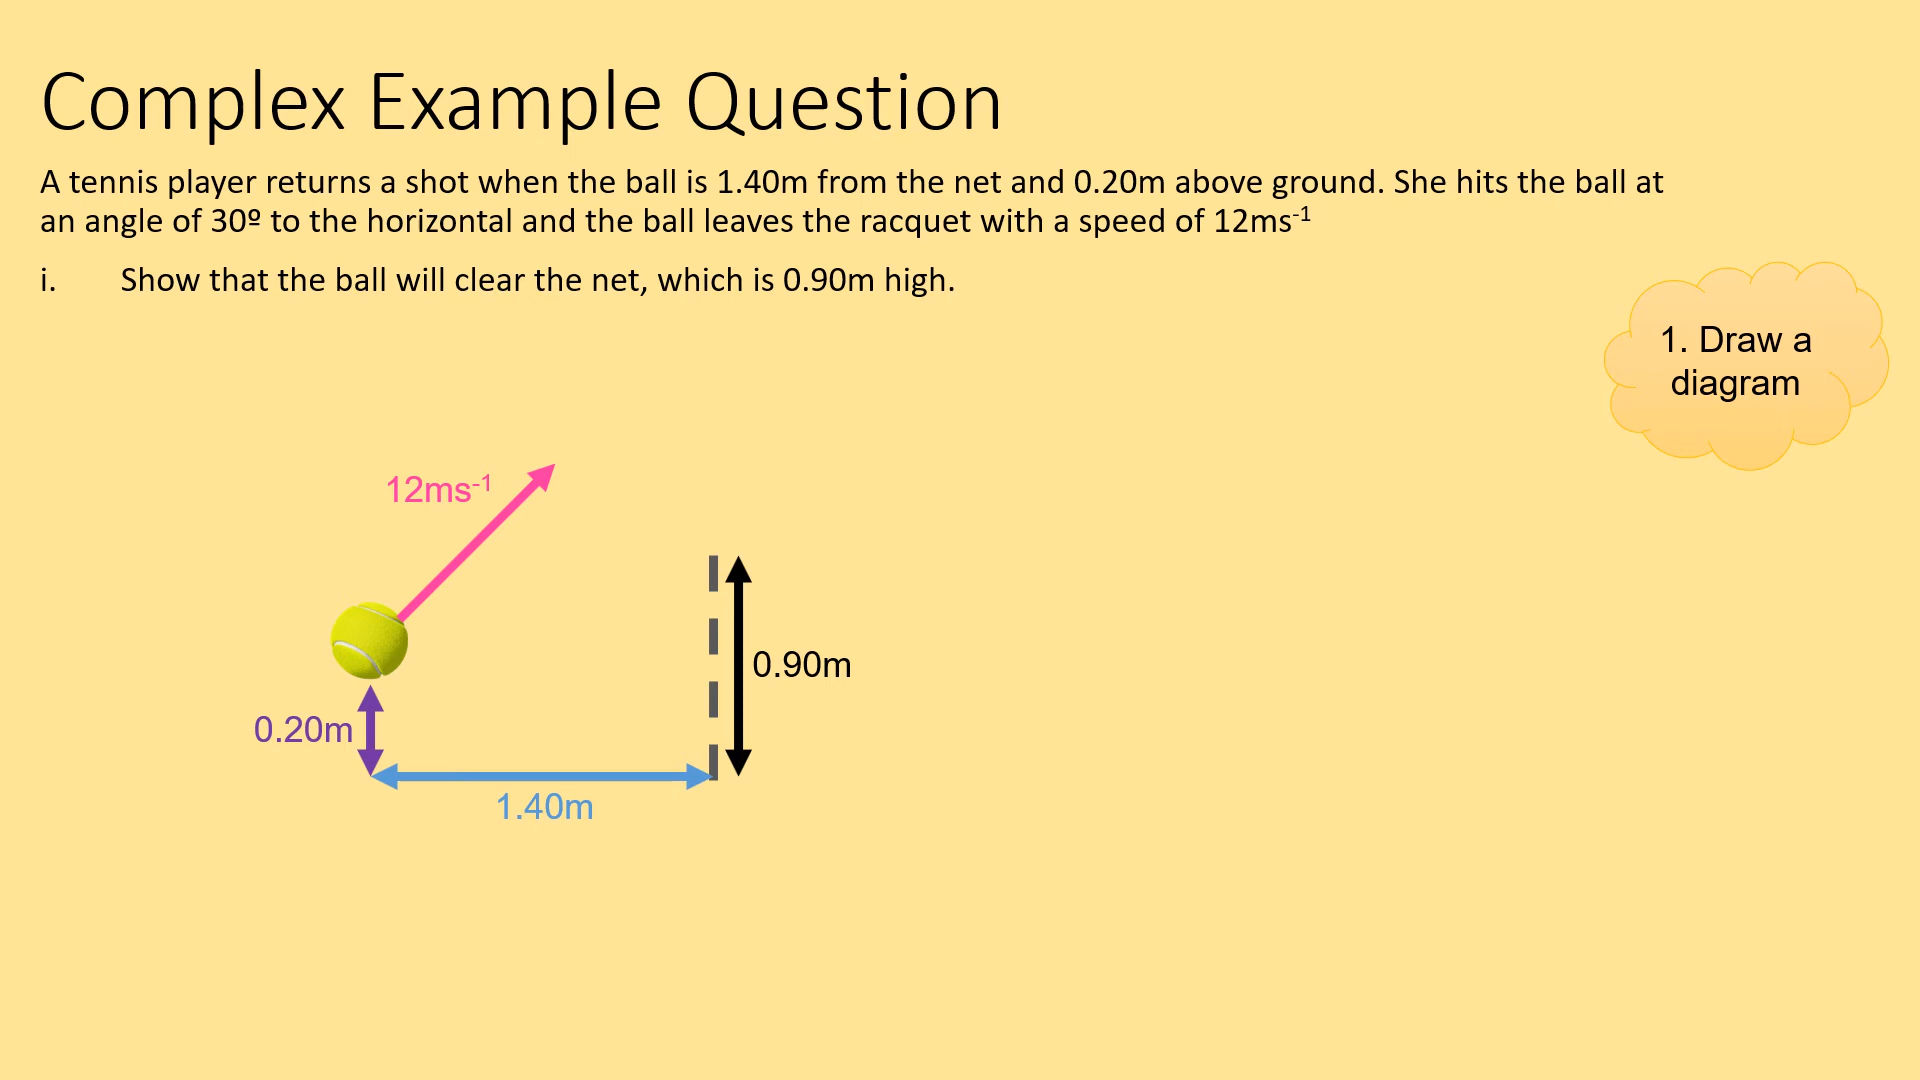 Complex Example Question
A tennis player returns a shot when the ball is 1.40m from the net and 0.20m above ground. She hits the ball at
an angle of 30º to the horizontal and the ball leaves the racquet with a speed of 12ms⁻¹
i. Show that the ball will clear the net, which is 0.90m high.
1. Draw a
diagram
12ms⁻¹
0.90m
0.20m
1.40m